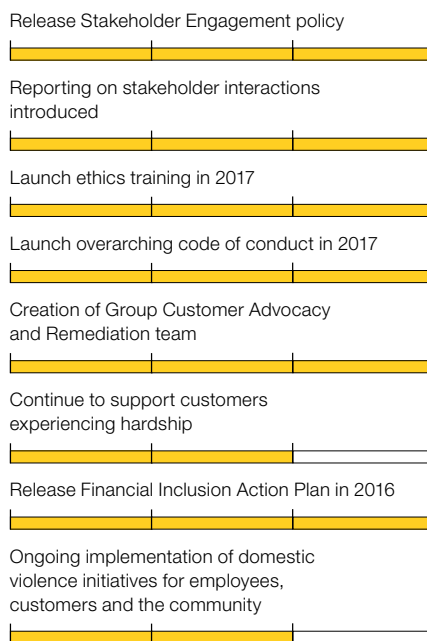 Release Stakeholder Engagement policy
Reporting on stakeholder interactions
introduced
Launch ethics training in 2017
Launch overarching code of conduct in 2017
Creation of Group Customer Advocacy
and Remediation team
Continue to support customers
experiencing hardship
Release Financial Inclusion Action Plan in 2016
Ongoing implementation of domestic
violence initiatives for employees,
customers and the community